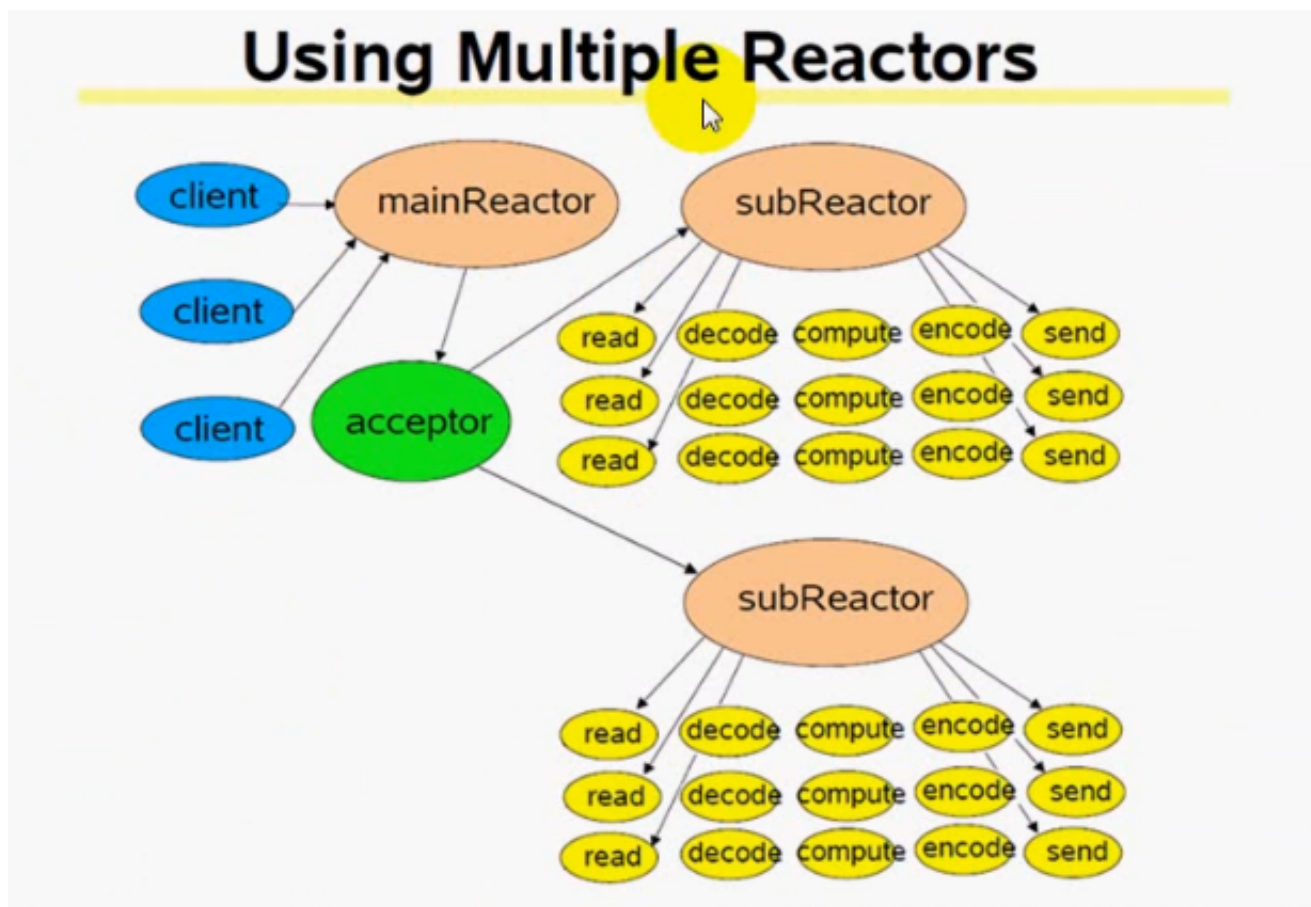 Using Multiple Reactors
client
mainReactor
subReactor
client
read decode compute encode send
read decode compute encode send
client
acceptor
read decode compute encode send
subReactor
read decode compute encode send
read decode compute encode send
read decode compute encode send